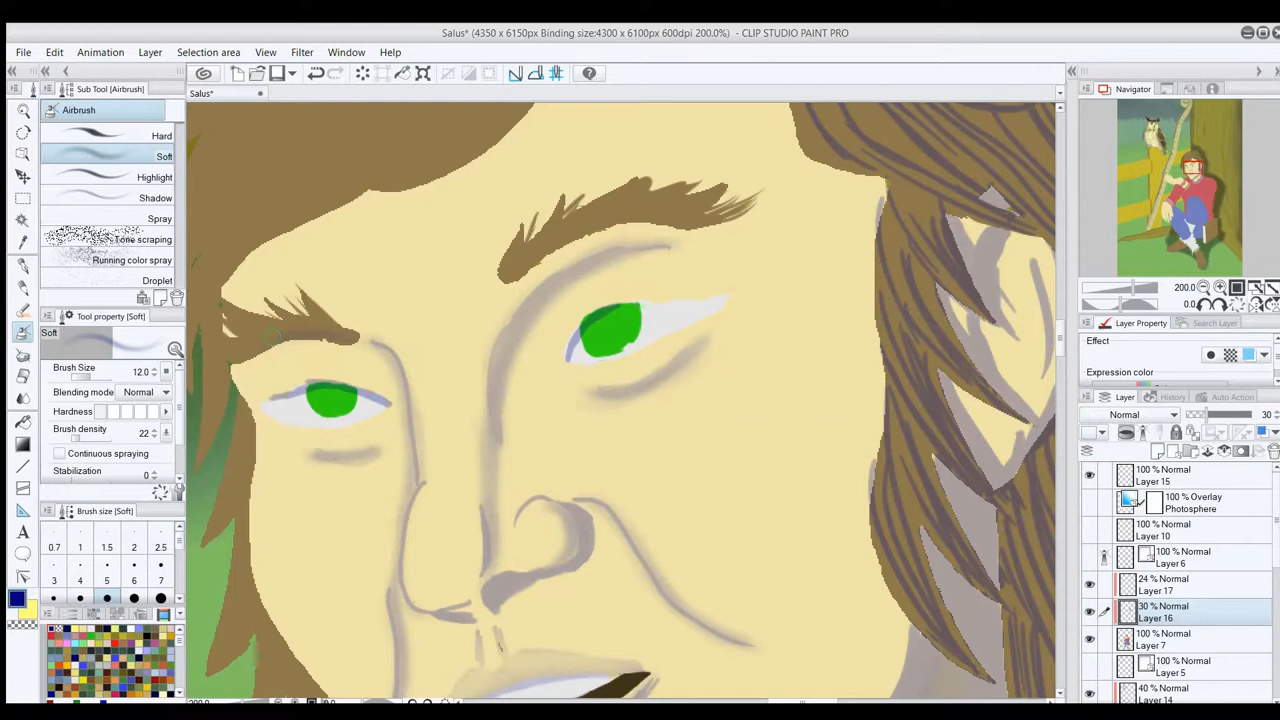 Salus* (4350 x 6150px Binding size:4300 x 6100px 600dpi 200.0%) - CLIP STUDIO PAINT PRO
File Edit Animation Layer Selection area View Filter Window Help
Sub Tool [Airbrush]
Salus*
Navigator
Airbrush
Hard
Soft
Highlight
Shadow
Spray
Tone scraping
Running color spray
Droplet
Tool property [Soft]
Soft
Brush Size 12.0
Blending mode Normal
Hardness
Brush density 22
Continuous spraying
Stabilization 0
Brush size [Soft]
0.7 1 1.5 2 2.5
3 4 5 6 7
200.0
0.0
Layer Property Search Layer
Effect
Expression color
Layer History Auto Action
Normal 30
100 % Normal
Layer 15
100 % Overlay
Photosphere
100 % Normal
Layer 10
100 % Normal
Layer 6
24 % Normal
Layer 17
30 % Normal
Layer 16
100 % Normal
Layer 7
100 % Normal
Layer 5
40 % Normal
Layer 14